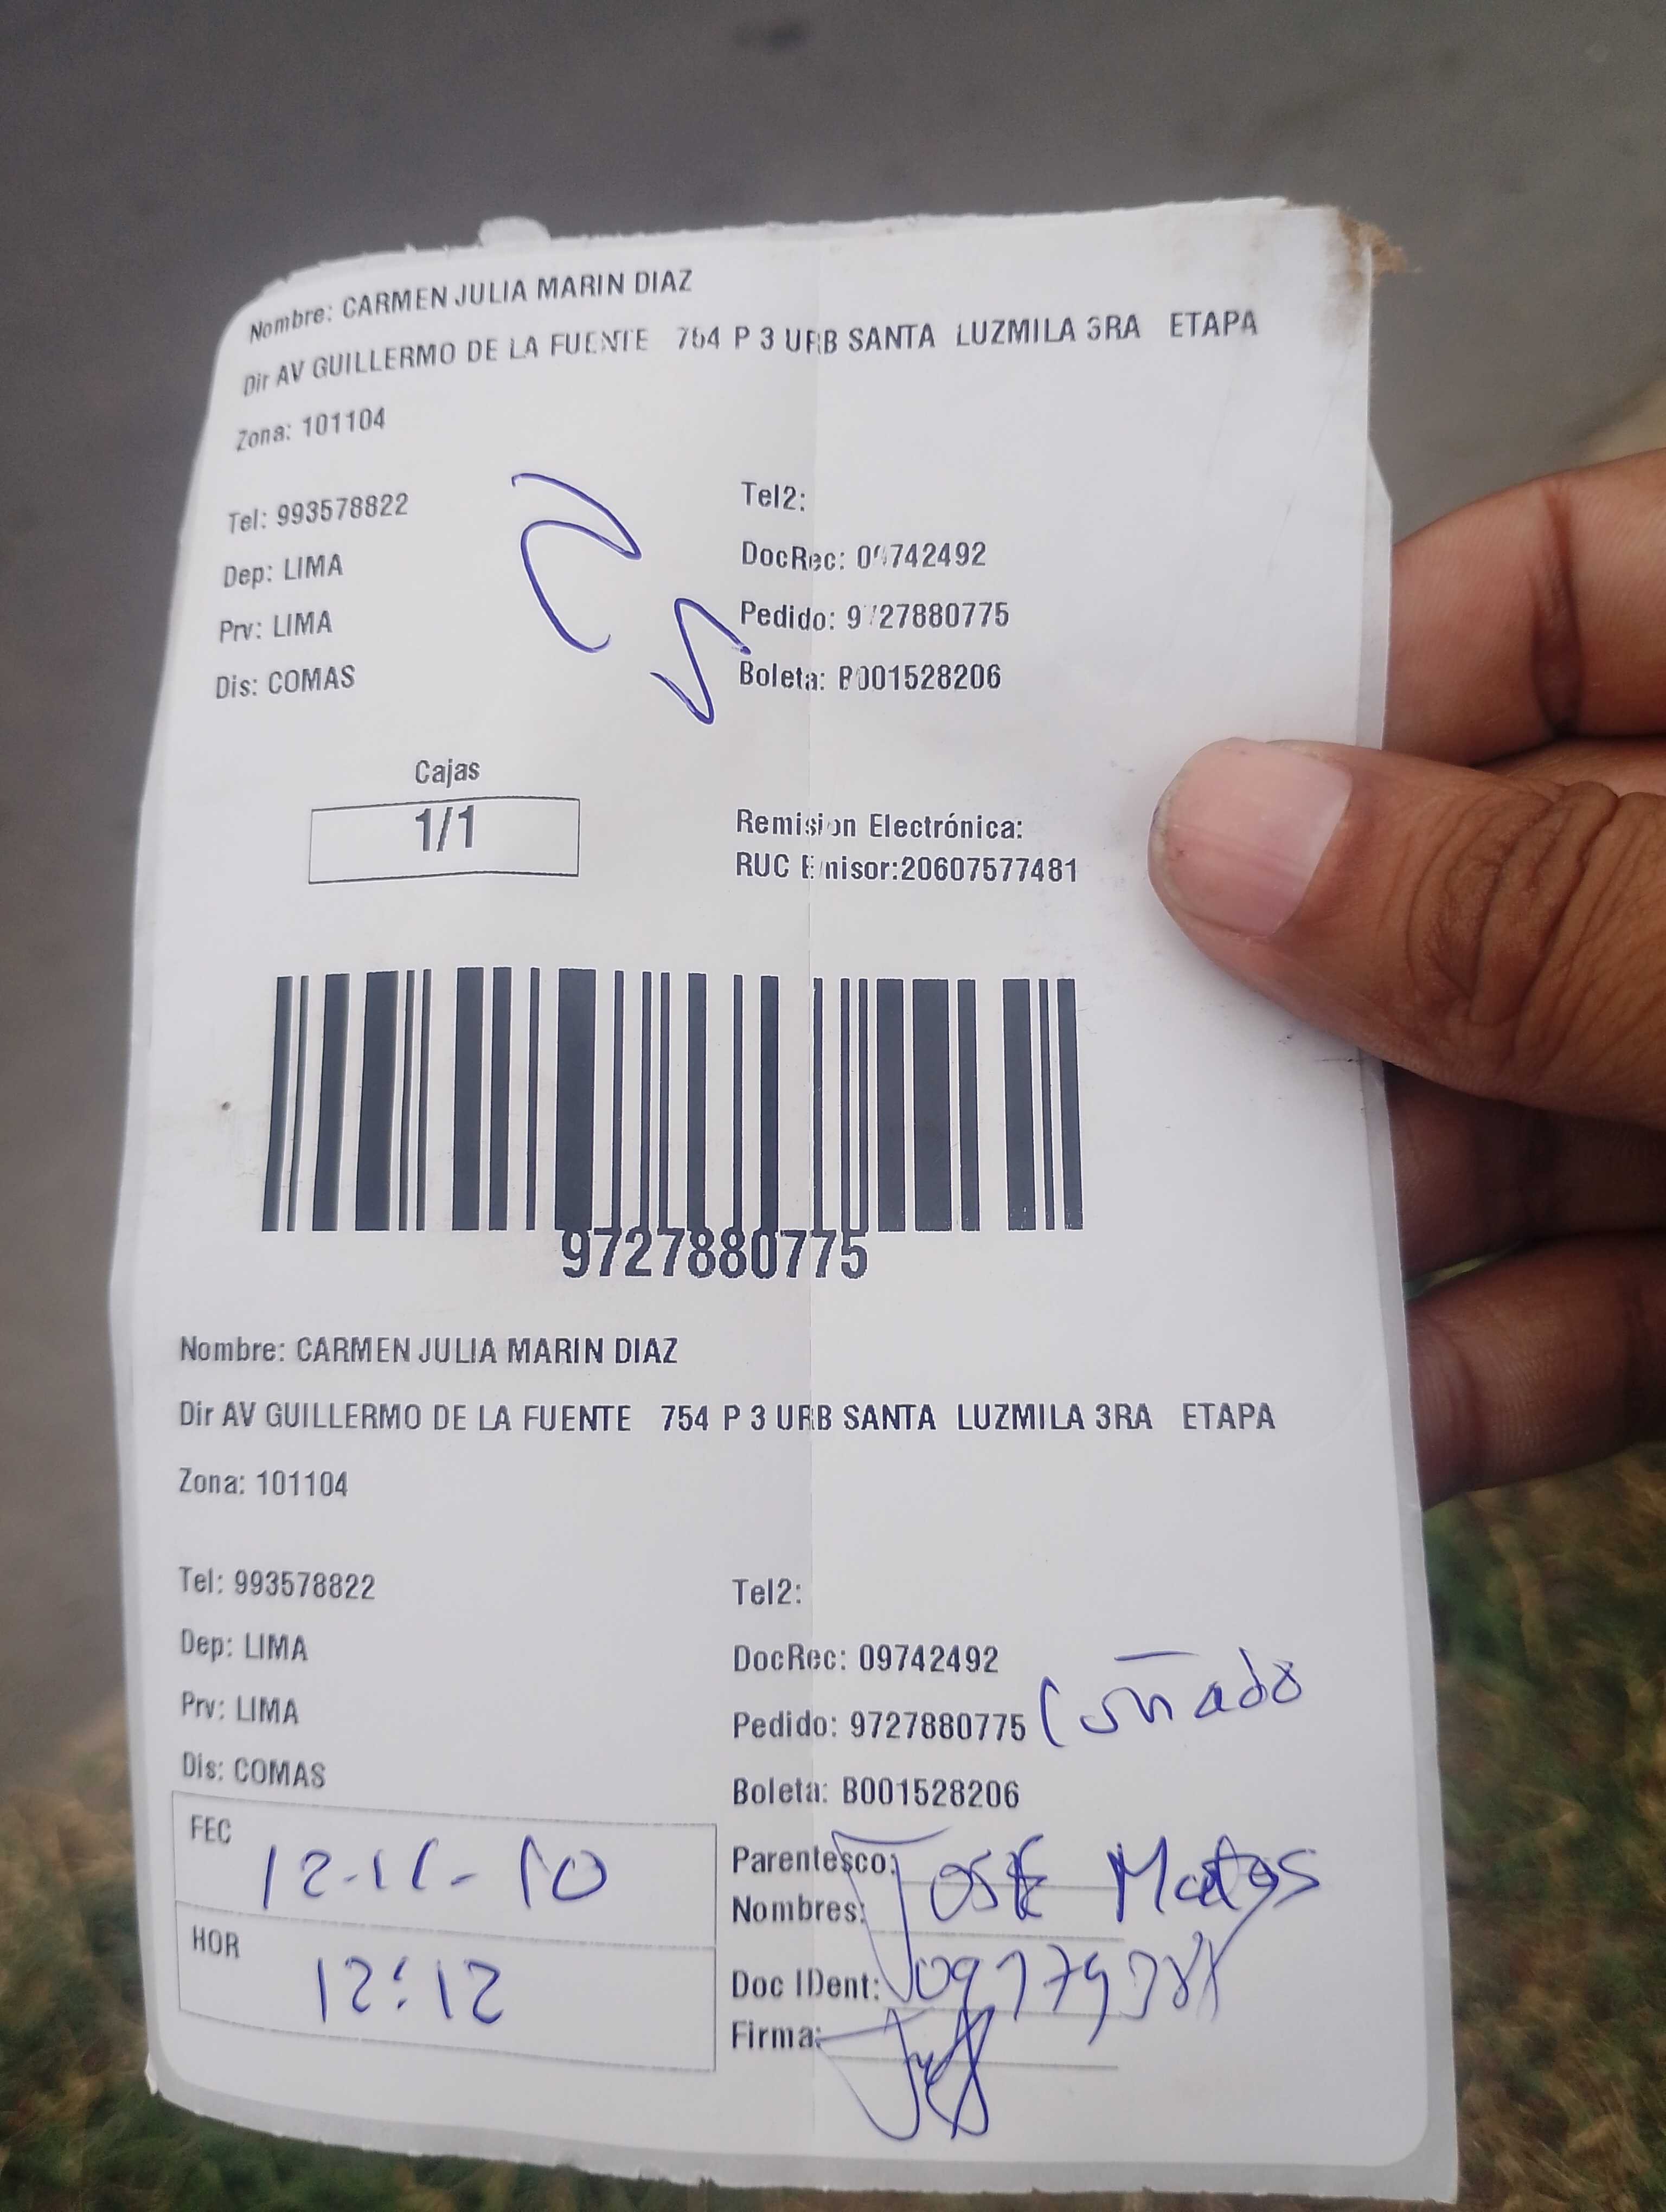 Nombre: CARMEN JULIA MARIN DIAZ
Dir AV GUILLERMO DE LA FUENTE 754 P 3 URB SANTA LUZMILA 3RA ETAPA
Zona: 101104
Tel: 993578822
Tel2:
Dep: LIMA
DocRec: 09742492
Prv: LIMA
Pedido: 9727880775
Dis: COMAS
Boleta: B001528206
Cajas
1/1
Remision Electrónica:
RUC Emisor:20607577481
9727880775
Nombre: CARMEN JULIA MARIN DIAZ
Dir AV GUILLERMO DE LA FUENTE 754 P 3 URB SANTA LUZMILA 3RA ETAPA
Zona: 101104
Tel: 993578822
Tel2:
Dep: LIMA
DocRec: 09742492
Prv: LIMA
Pedido: 9727880775 Cuñado
Dis: COMAS
Boleta: B001528206
FEC
Parentesco:
Nombres: José Matos
HOR 12:12
Doc IDent:
Firma: